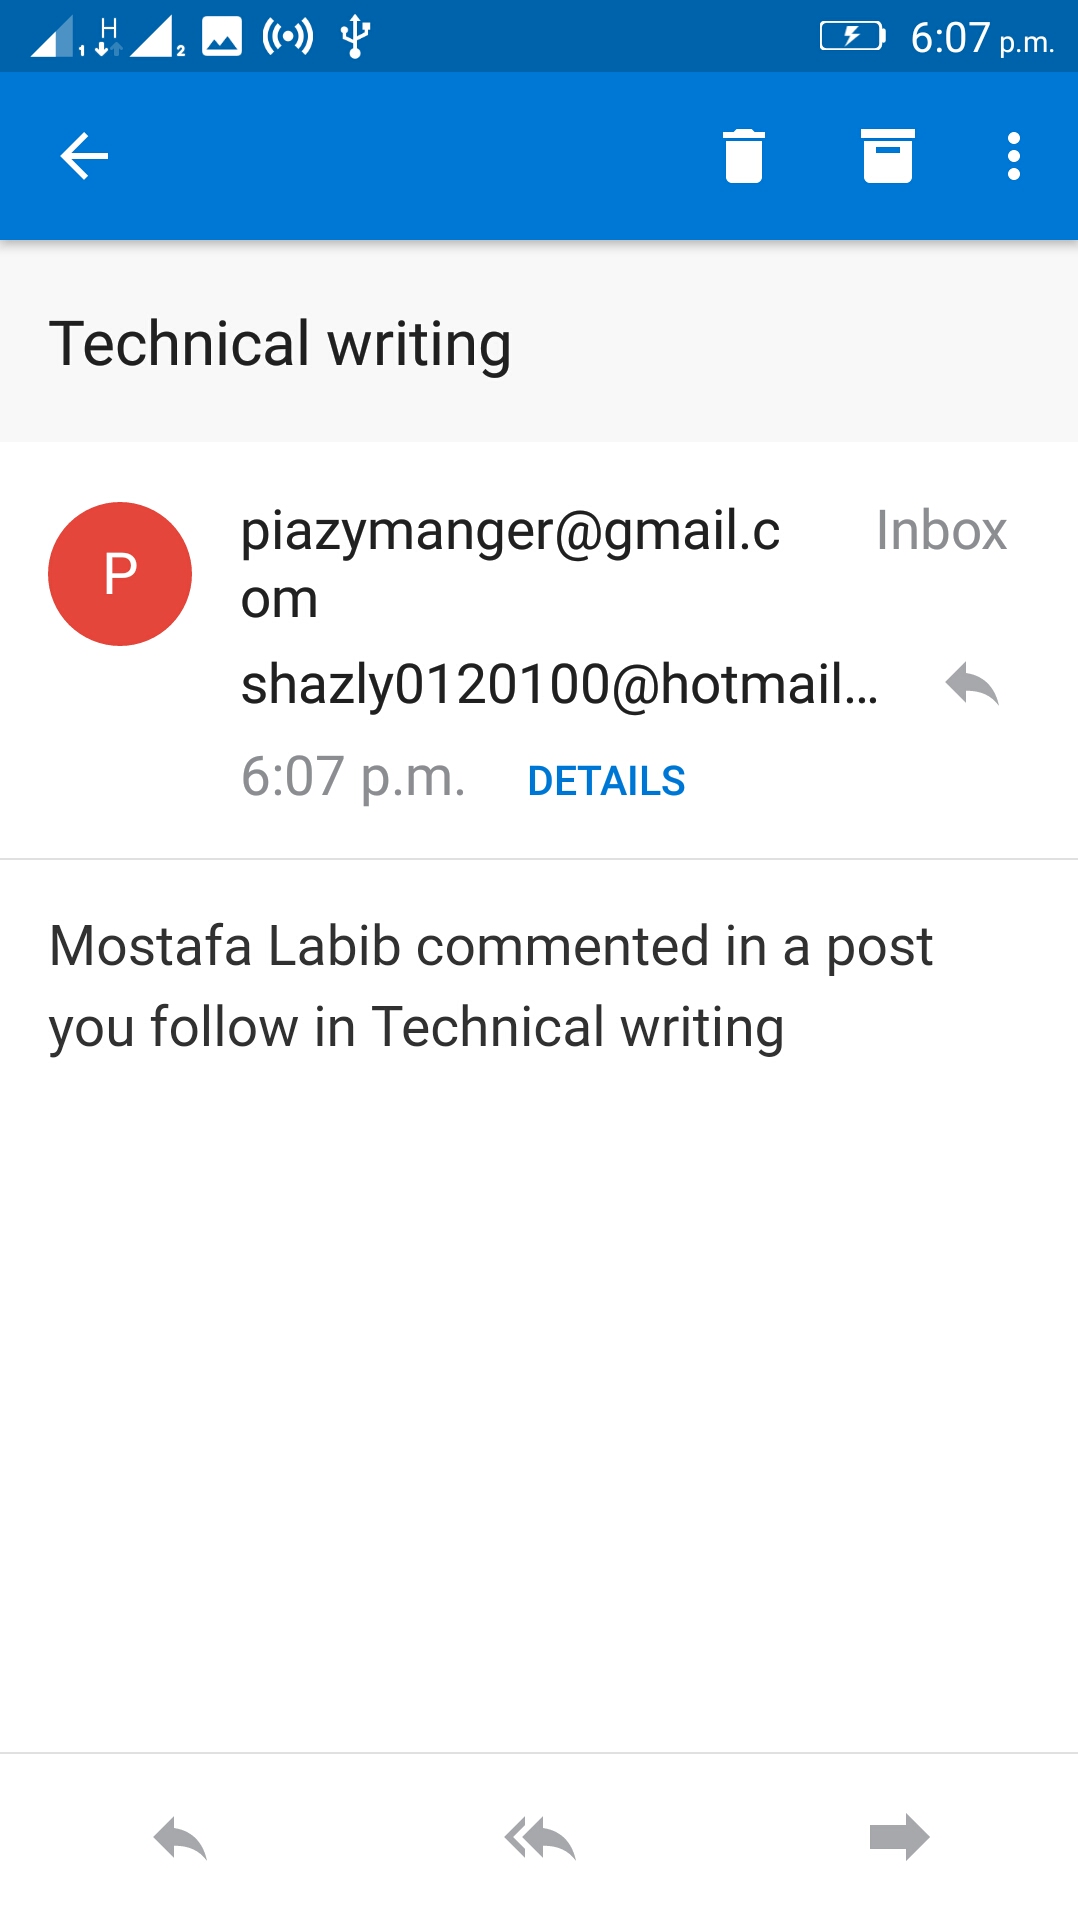 1 H 2 6:07 p.m.
Technical writing
P
piazymanger@gmail.c
om
Inbox
shazly0120100@hotmail...
6:07 p.m. DETAILS
Mostafa Labib commented in a post
you follow in Technical writing